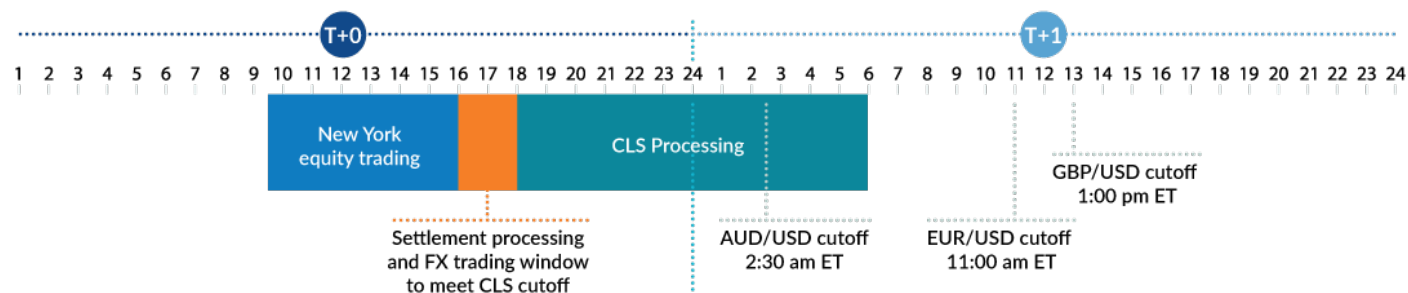 T+0
T+1
1 2 3 4 5 6 7 8 9 10 11 12 13 14 15 16 17 18 19 20 21 22 23 24 1 2 3 4 5 6 7 8 9 10 11 12 13 14 15 16 17 18 19 20 21 22 23 24
New York
equity trading
CLS Processing
Settlement processing
and FX trading window
to meet CLS cutoff
AUD/USD cutoff
2:30 am ET
EUR/USD cutoff
11:00 am ET
GBP/USD cutoff
1:00 pm ET